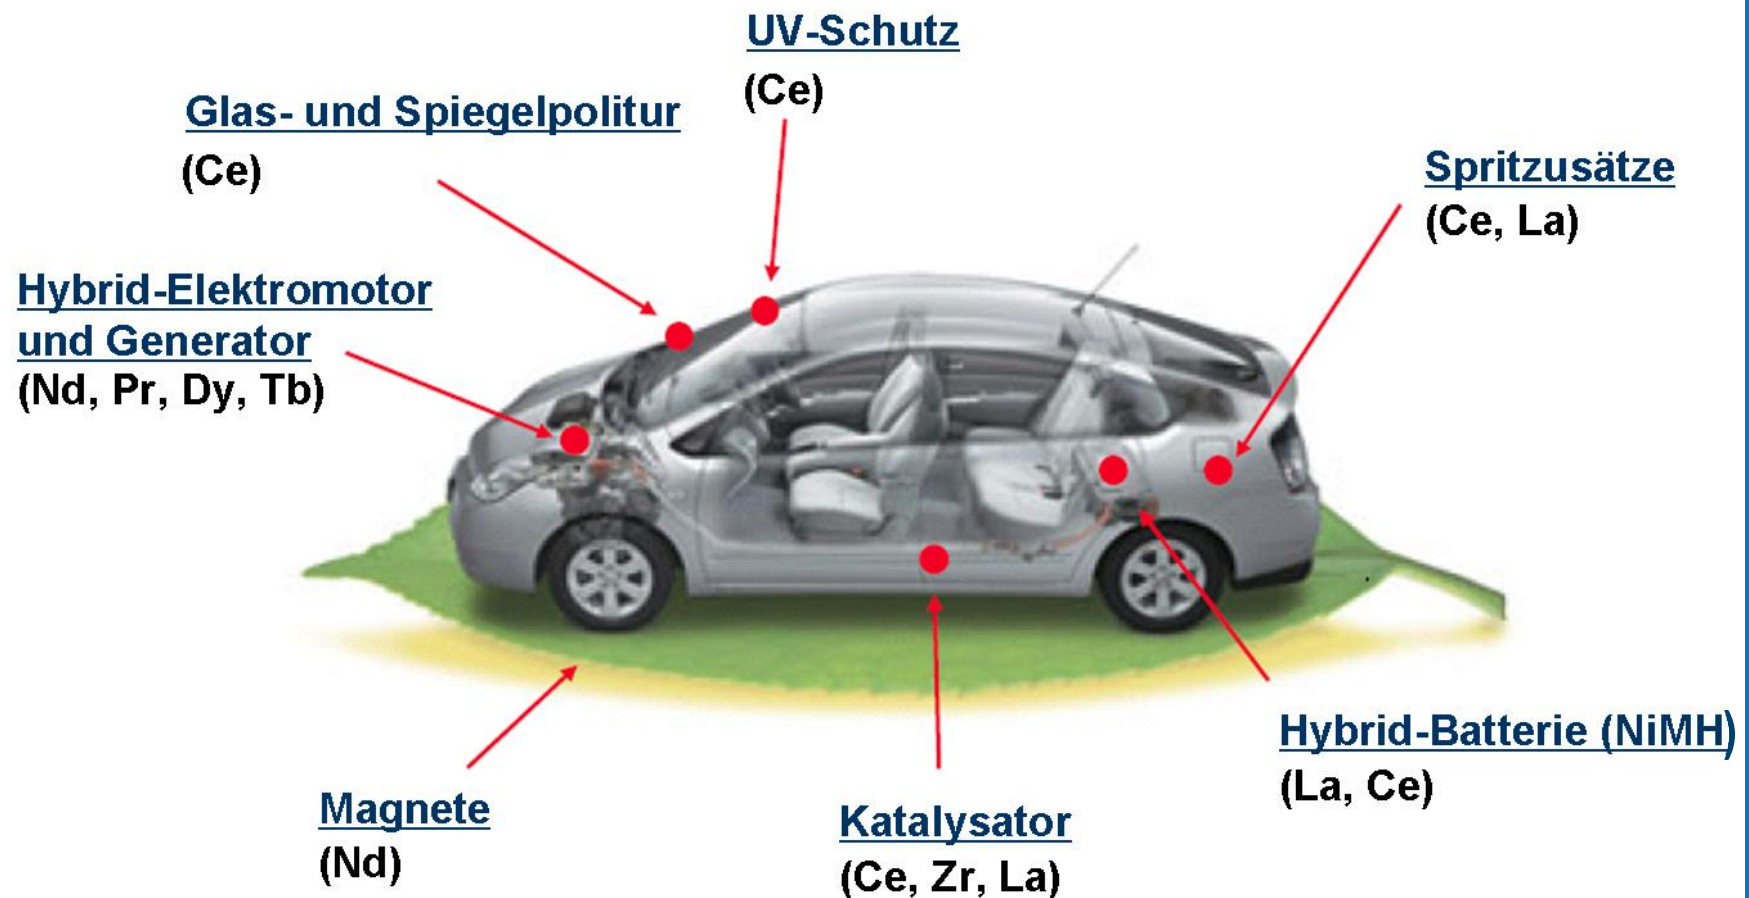 UV-Schutz
(Ce)
Glas- und Spiegelpolitur
(Ce)
Spritzusätze
(Ce, La)
Hybrid-Elektromotor
und Generator
(Nd, Pr, Dy, Tb)
Hybrid-Batterie (NiMH)
(La, Ce)
Magnete
(Nd)
Katalysator
(Ce, Zr, La)